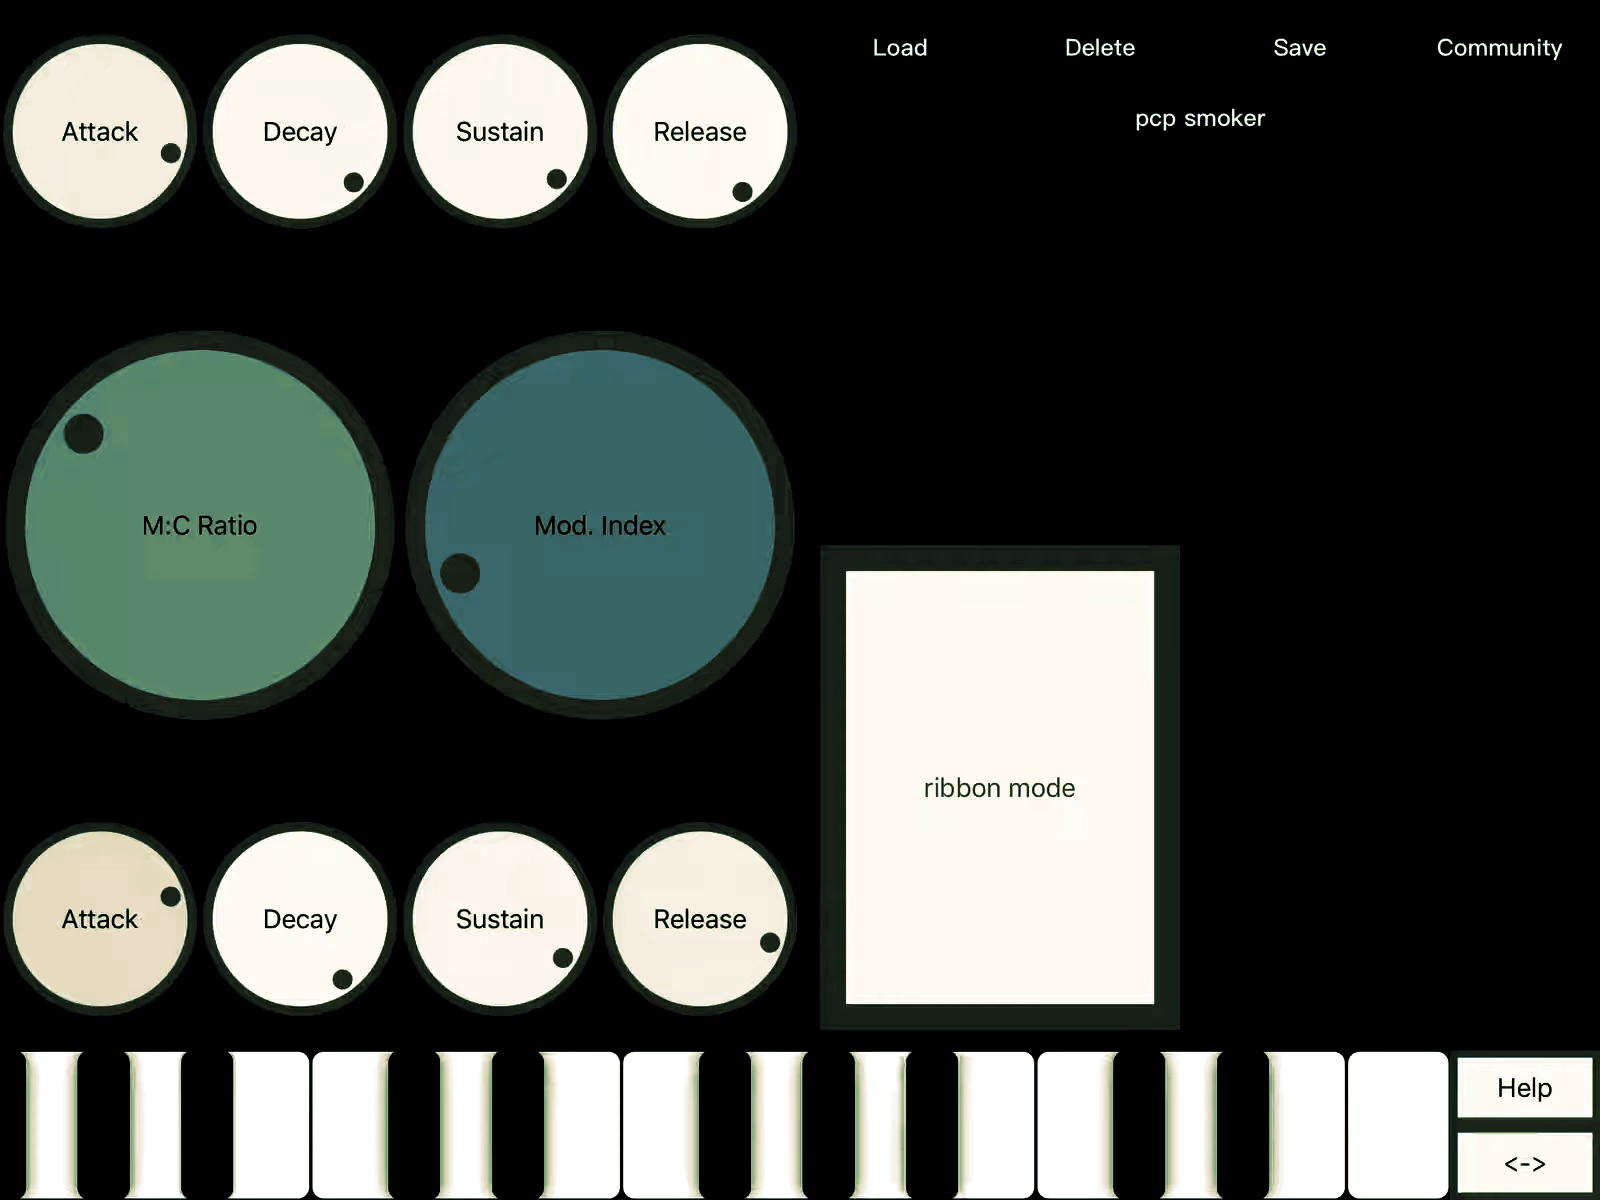 Attack Decay Sustain Release
Load Delete Save Community
pcp smoker
M:C Ratio Mod. Index
ribbon mode
Attack Decay Sustain Release
Help
<->